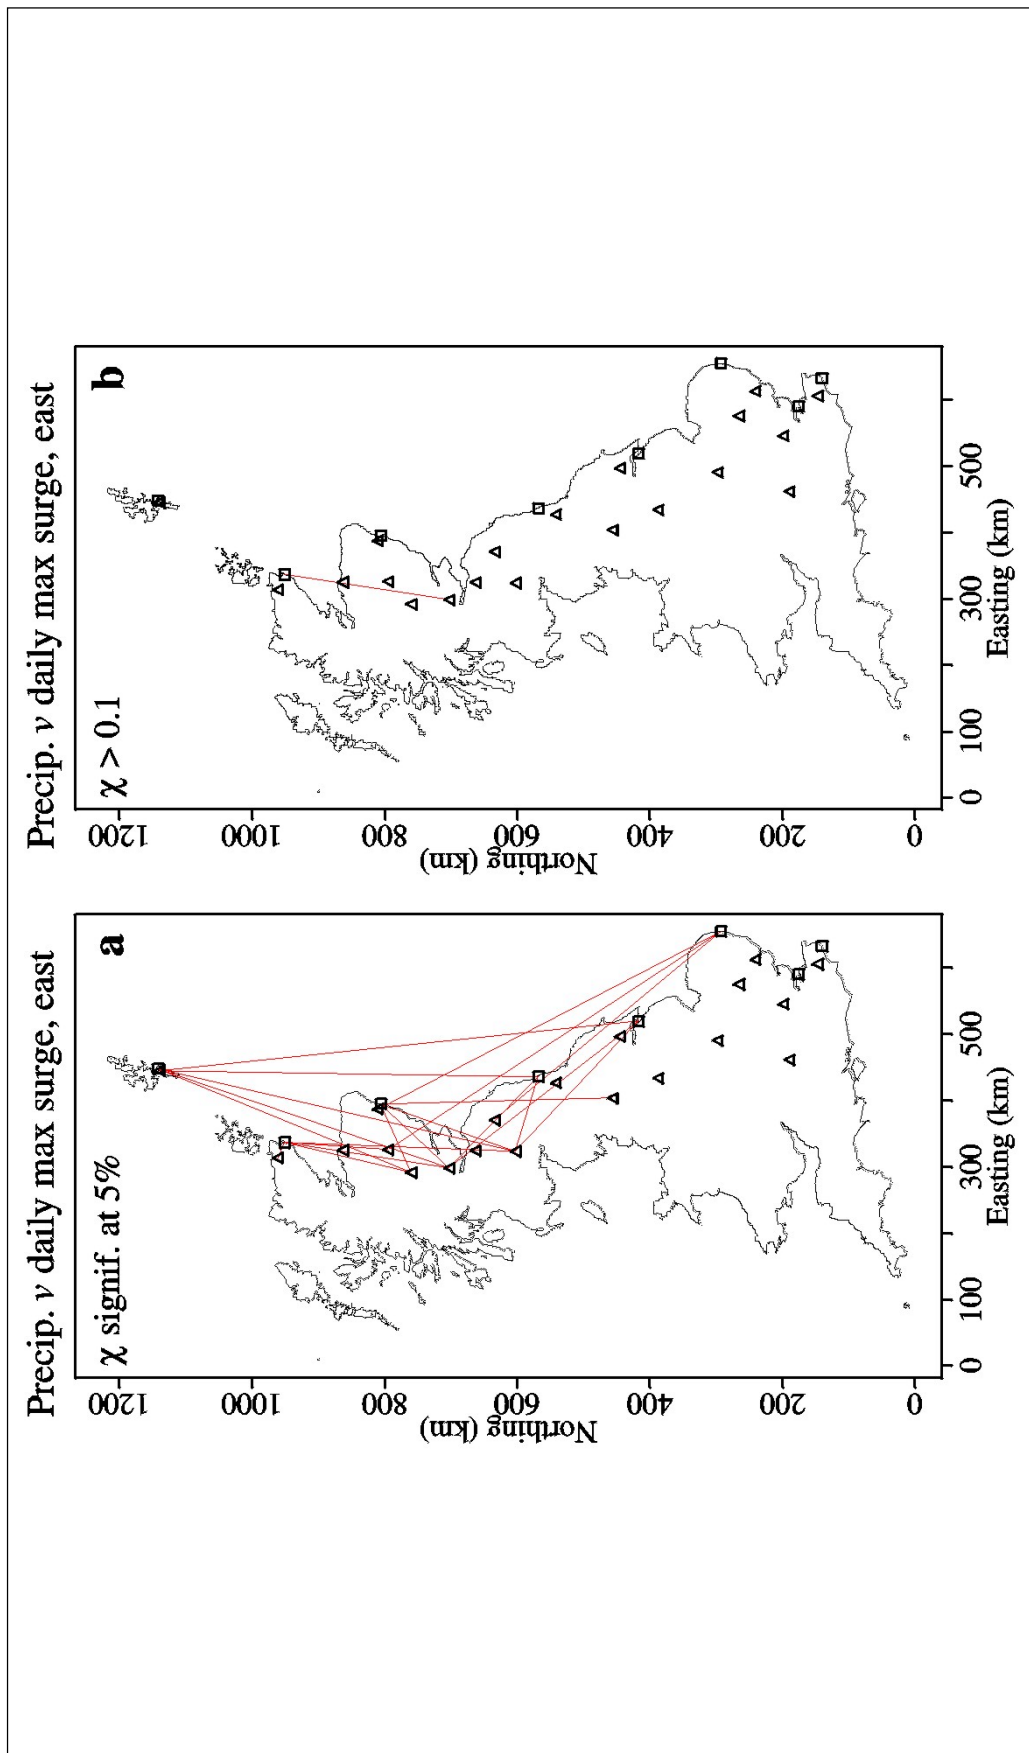 Precip. v daily max surge, east
a
χ signif. at 5%
Northing (km)
1200
1000
800
600
400
200
0
0
100
300
500
Easting (km)
Precip. v daily max surge, east
b
χ > 0.1
Northing (km)
1200
1000
800
600
400
200
0
0
100
300
500
Easting (km)